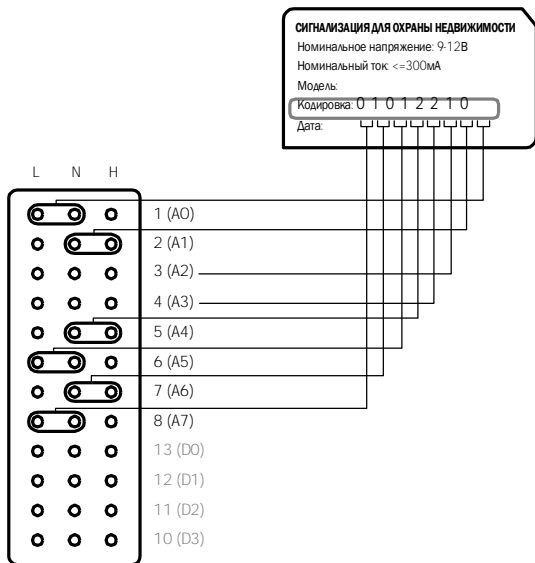 СИГНАЛИЗАЦИЯ ДЛЯ ОХРАНЫ НЕДВИЖИМОСТИ
Номинальное напряжение: 9-12В
Номинальный ток: <=300мА
Модель:
Кодировка: 0 1 0 1 2 2 1 0
Дата:
L N H
1 (A0)
2 (A1)
3 (A2)
4 (A3)
5 (A4)
6 (A5)
7 (A6)
8 (A7)
13 (D0)
12 (D1)
11 (D2)
10 (D3)